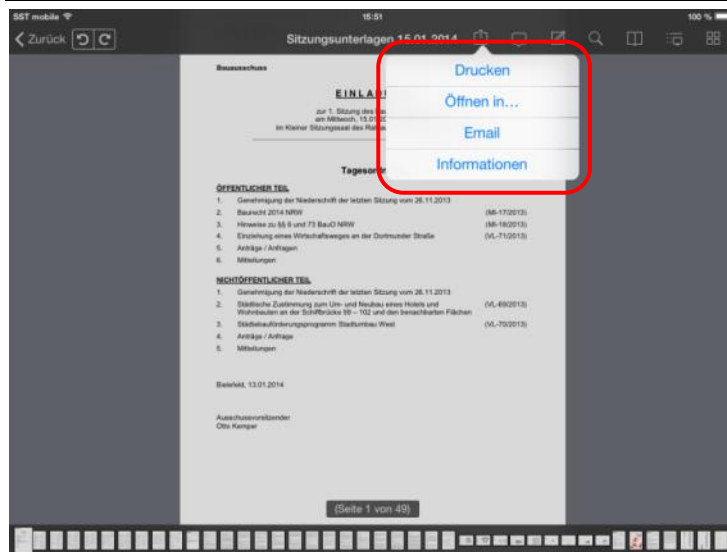 SST mobile 15:51 100 %
Zurück Sitzungsunterlagen 15.01.2014
Drucken
Öffnen in...
Email
Informationen
Bauausschuss
EINLADU
zur 1. Sitzung des
am Mittwoch, 15.01.20
im Kleiner Sitzungssaal des Rat
Tagesordn
ÖFFENTLICHER TEIL
1. Genehmigung der Niederschrift der letzten Sitzung vom 26.11.2013
2. Baurecht 2014 NRW (MI-17/2013)
3. Hinweise zu §§ 6 und 73 BauO NRW (MI-18/2013)
4. Einziehung eines Wirtschaftsweges an der Dortmunder Straße (VL-71/2013)
5. Anträge / Anfragen
6. Mitteilungen
NICHTÖFFENTLICHER TEIL
1. Genehmigung der Niederschrift der letzten Sitzung vom 26.11.2013
2. Städtische Zustimmung zum Um- und Neubau eines Hotels und (VL-69/2013)
Wohnbauten an der Schiffbrücke 99 – 102 und den benachbarten Flächen
3. Städtebauförderungsprogramm Stadtumbau West (VL-70/2013)
4. Anträge / Anfrage
5. Mitteilungen
Bielefeld, 13.01.2014
Ausschussvorsitzender
Otto Kamper
(Seite 1 von 49)